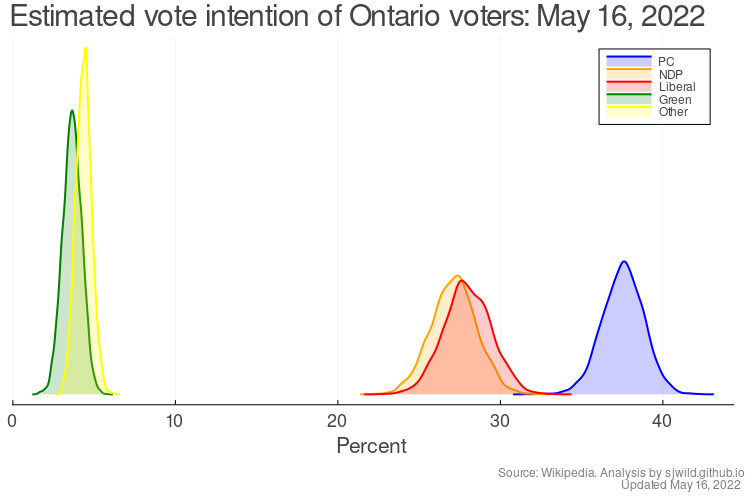 Estimated vote intention of Ontario voters: May 16, 2022
PC
NDP
Liberal
Green
Other
0 10 20 30 40
Percent
Source: Wikipedia. Analysis by sjwild.github.io
Updated May 16, 2022